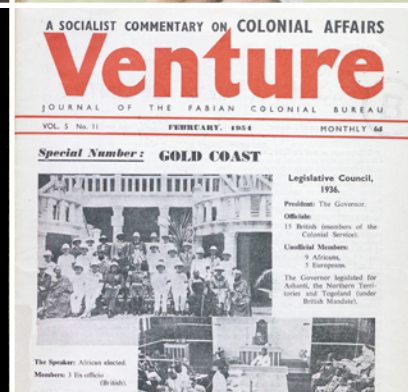 A SOCIALIST COMMENTARY ON COLONIAL AFFAIRS
Venture
JOURNAL OF THE FABIAN COLONIAL BUREAU
VOL. 5 No. 11 FEBRUARY, 1954 MONTHLY 6d
Special Number: GOLD COAST
Legislative Council,
1936.
President: The Governor.
Officials:
15 British (members of the
Colonial Service).
Unofficial Members:
9 Africans,
5 Europeans.
The Governor legislated for
Ashanti, the Northern Terri-
tories and Togoland (under
British Mandate).
The Speaker: African elected.
Members: 3 Ex-officio
(British).